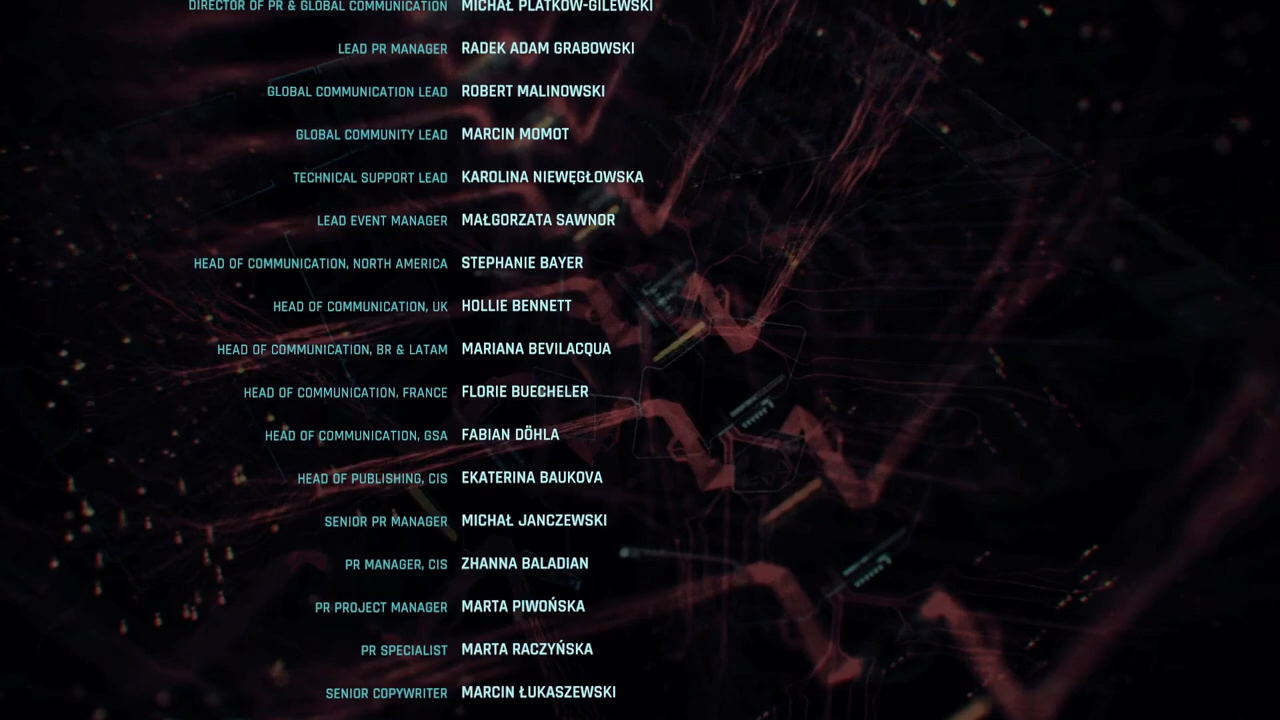 DIRECTOR OF PR & GLOBAL COMMUNICATION MICHAŁ PLATKOW-GILEWSKI
LEAD PR MANAGER RADEK ADAM GRABOWSKI
GLOBAL COMMUNICATION LEAD ROBERT MALINOWSKI
GLOBAL COMMUNITY LEAD MARCIN MOMOT
TECHNICAL SUPPORT LEAD KAROLINA NIEWĘGŁOWSKA
LEAD EVENT MANAGER MAŁGORZATA SAWNOR
HEAD OF COMMUNICATION, NORTH AMERICA STEPHANIE BAYER
HEAD OF COMMUNICATION, UK HOLLIE BENNETT
HEAD OF COMMUNICATION, BR & LATAM MARIANA BEVILACQUA
HEAD OF COMMUNICATION, FRANCE FLORIE BUECHELER
HEAD OF COMMUNICATION, GSA FABIAN DÖHLA
HEAD OF PUBLISHING, CIS EKATERINA BAUKOVA
SENIOR PR MANAGER MICHAŁ JANCZEWSKI
PR MANAGER, CIS ZHANNA BALADIAN
PR PROJECT MANAGER MARTA PIWOŃSKA
PR SPECIALIST MARTA RACZYŃSKA
SENIOR COPYWRITER MARCIN ŁUKASZEWSKI